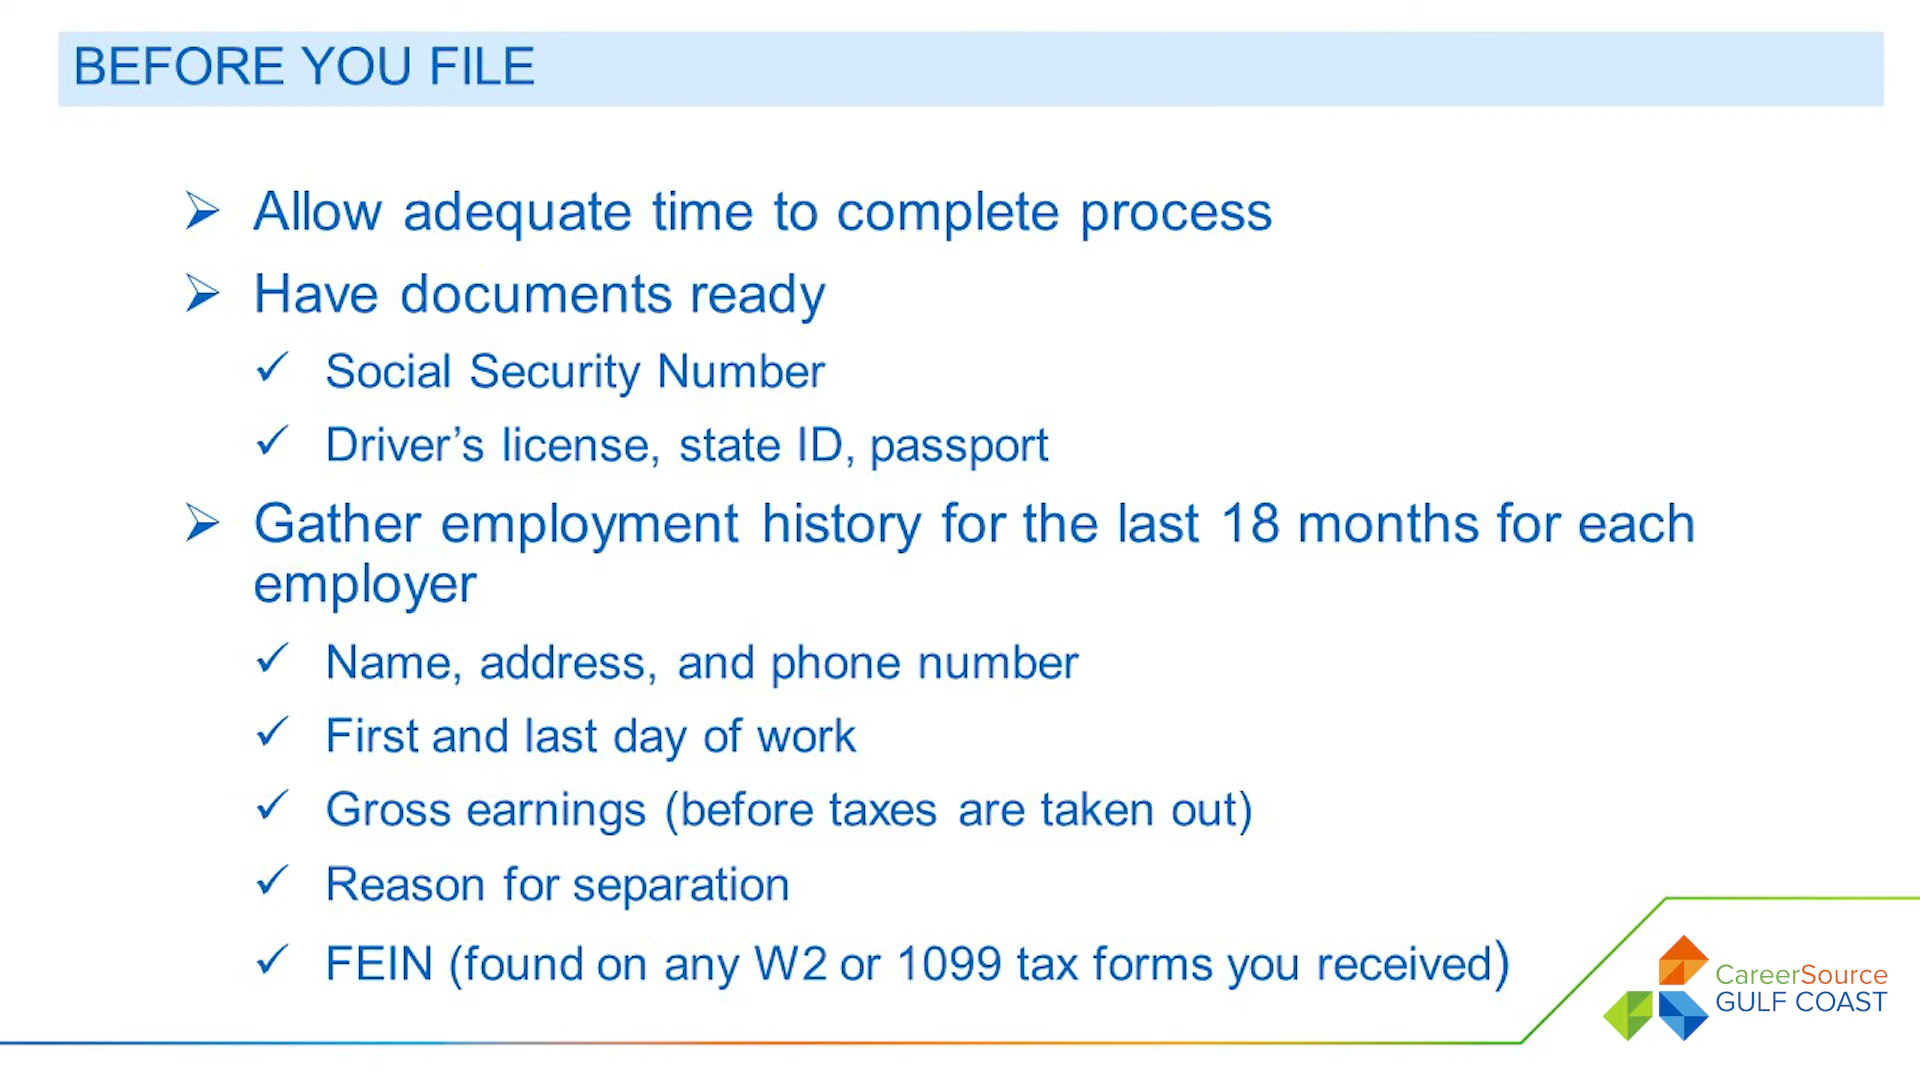 BEFORE YOU FILE
Allow adequate time to complete process
Have documents ready
Social Security Number
Driver’s license, state ID, passport
Gather employment history for the last 18 months for each
employer
Name, address, and phone number
First and last day of work
Gross earnings (before taxes are taken out)
Reason for separation
FEIN (found on any W2 or 1099 tax forms you received)
CareerSource
GULF COAST